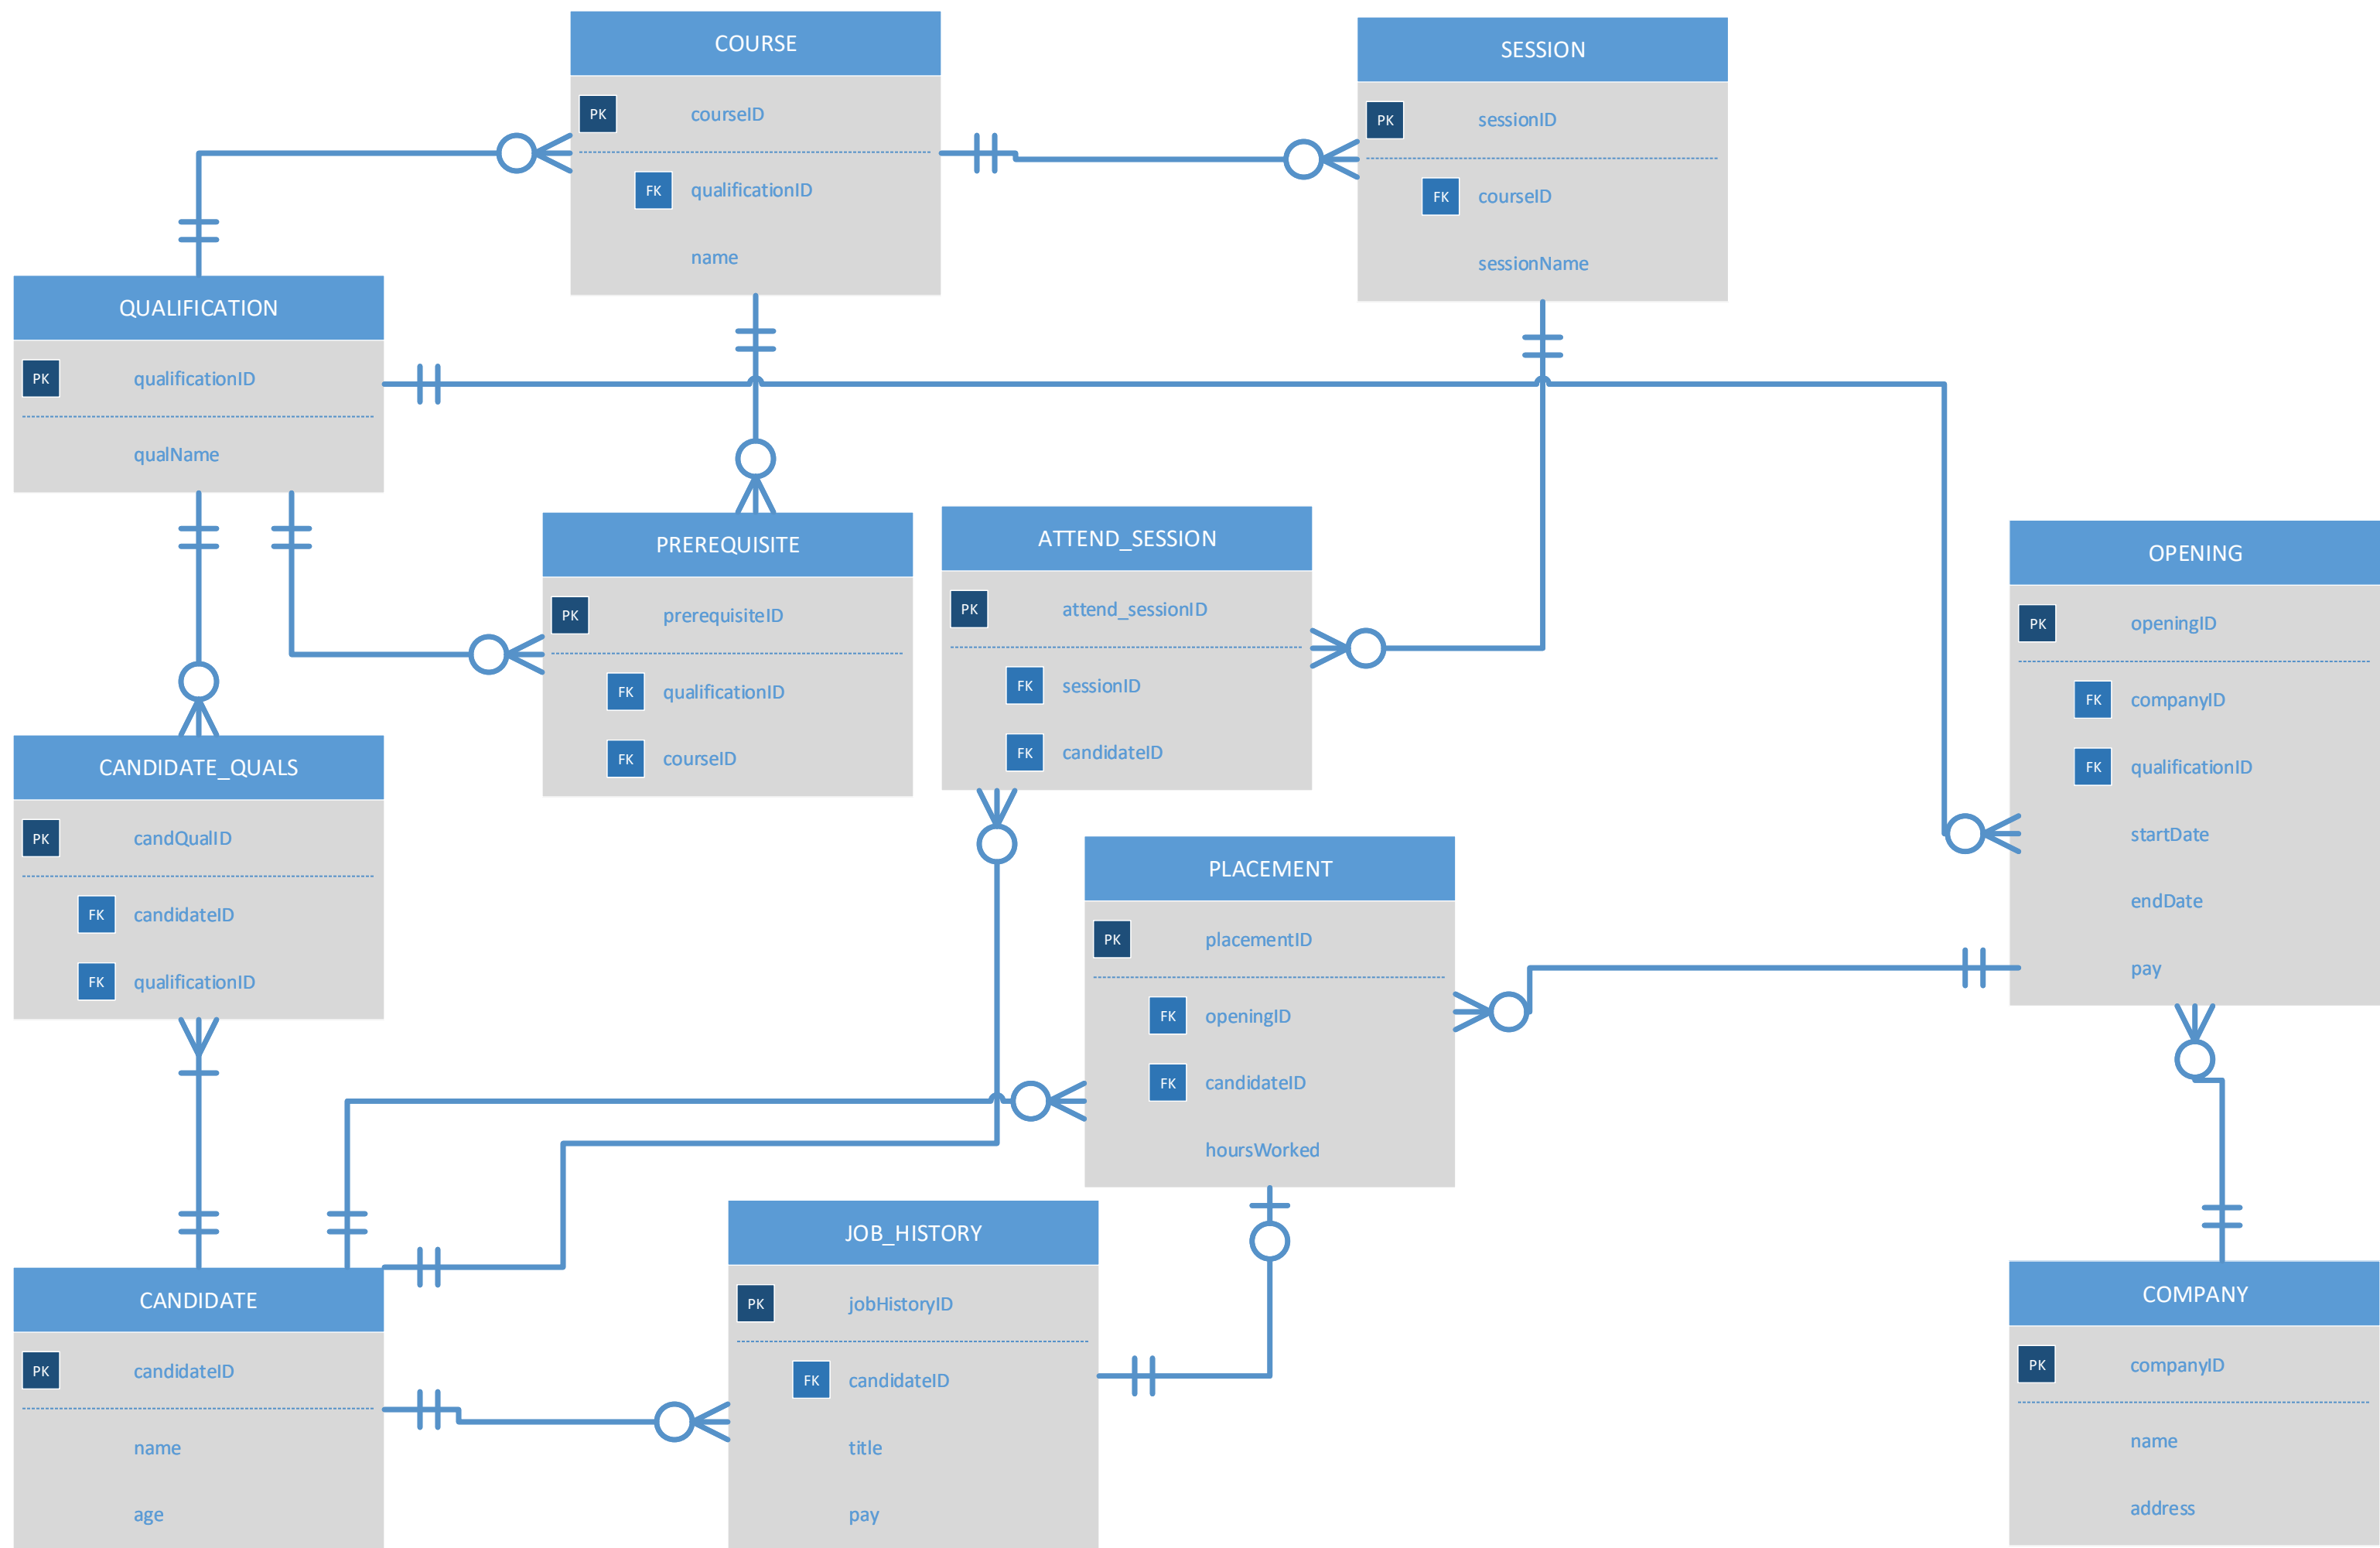 COURSE
PK courseID
FK qualificationID
name
SESSION
PK sessionID
FK courseID
sessionName
QUALIFICATION
PK qualificationID
qualName
PREREQUISITE
PK prerequisiteID
FK qualificationID
FK courseID
ATTEND_SESSION
PK attend_sessionID
FK sessionID
FK candidateID
OPENING
PK openingID
FK companyID
FK qualificationID
startDate
endDate
pay
CANDIDATE_QUALS
PK candQualID
FK candidateID
FK qualificationID
PLACEMENT
PK placementID
FK openingID
FK candidateID
hoursWorked
CANDIDATE
PK candidateID
name
age
JOB_HISTORY
PK jobHistoryID
FK candidateID
title
pay
COMPANY
PK companyID
name
address